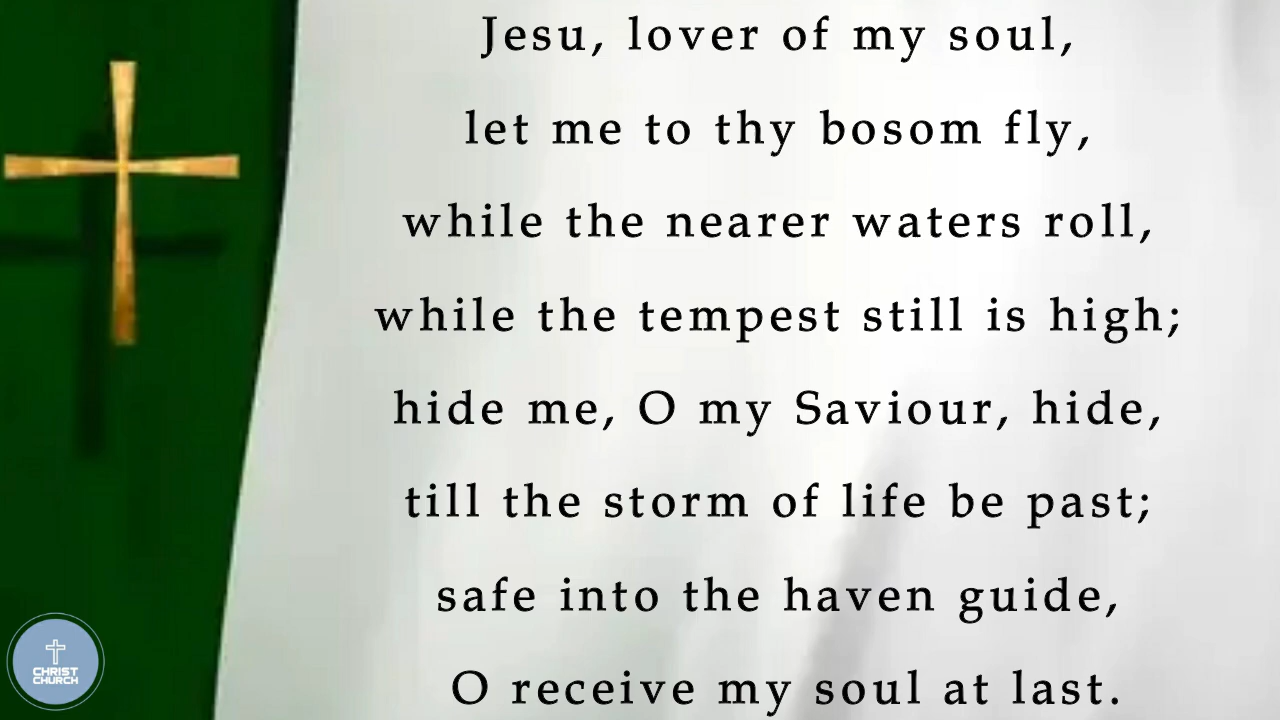 Jesu, lover of my soul,
let me to thy bosom fly,
while the nearer waters roll,
while the tempest still is high;
hide me, O my Saviour, hide,
till the storm of life be past;
safe into the haven guide,
O receive my soul at last.
CHRIST
CHURCH